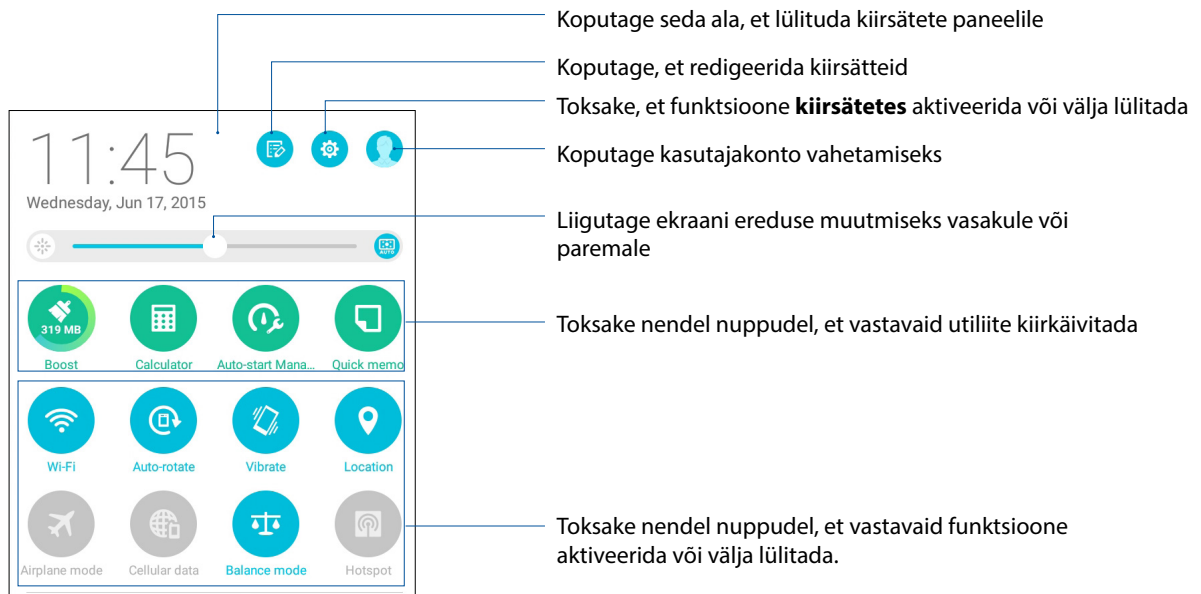 Koputage seda ala, et lülituda kiirsätete paneelile
Koputage, et redigeerida kiirsätteid
Toksake, et funktsioone kiirsätetes aktiveerida või välja lülitada
Koputage kasutajakonto vahetamiseks
Liigutage ekraani ereduse muutmiseks vasakule või
paremale
Toksake nendel nuppudel, et vastavaid utiliite kiirkäivitada
Toksake nendel nuppudel, et vastavaid funktsioone
aktiveerida või välja lülitada.
11:45
Wednesday, Jun 17, 2015
AUTO
319 MB
Boost
Calculator
Auto-start Mana...
Quick memo
Wi-Fi
Auto-rotate
Vibrate
Location
Airplane mode
Cellular data
Balance mode
Hotspot